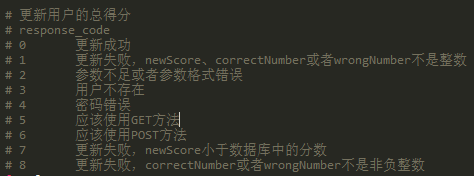 # 更新用户的总得分
# response_code
# 0 更新成功
# 1 更新失败，newScore、correctNumber或者wrongNumber不是整数
# 2 参数不足或者参数格式错误
# 3 用户不存在
# 4 密码错误
# 5 应该使用GET方法
# 6 应该使用POST方法
# 7 更新失败，newScore小于数据库中的分数
# 8 更新失败，correctNumber或者wrongNumber不是非负整数